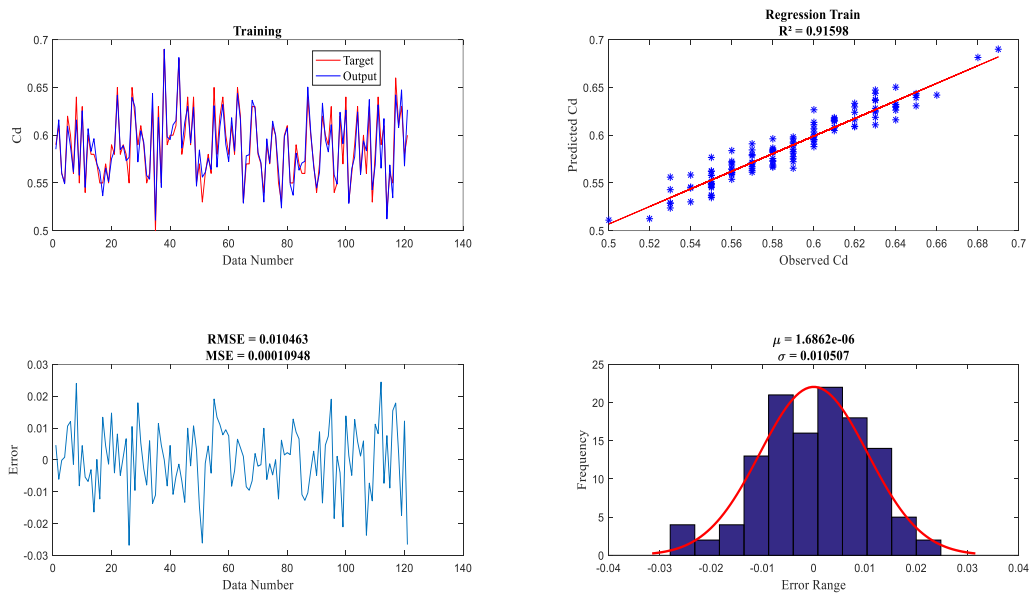 Training
0.7
0.65
0.6
0.55
0.5
Cd
Target
Output
0 20 40 60 80 100 120 140
Data Number
Regression Train
R² = 0.91598
0.7
0.65
0.6
0.55
0.5
Predicted Cd
0.5 0.52 0.54 0.56 0.58 0.6 0.62 0.64 0.66 0.68 0.7
Observed Cd
RMSE = 0.010463
MSE = 0.00010948
0.03
0.02
0.01
0
-0.01
-0.02
-0.03
Error
0 20 40 60 80 100 120 140
Data Number
μ = 1.6862e-06
σ = 0.010507
25
20
15
10
5
0
Frequency
-0.04 -0.03 -0.02 -0.01 0 0.01 0.02 0.03 0.04
Error Range